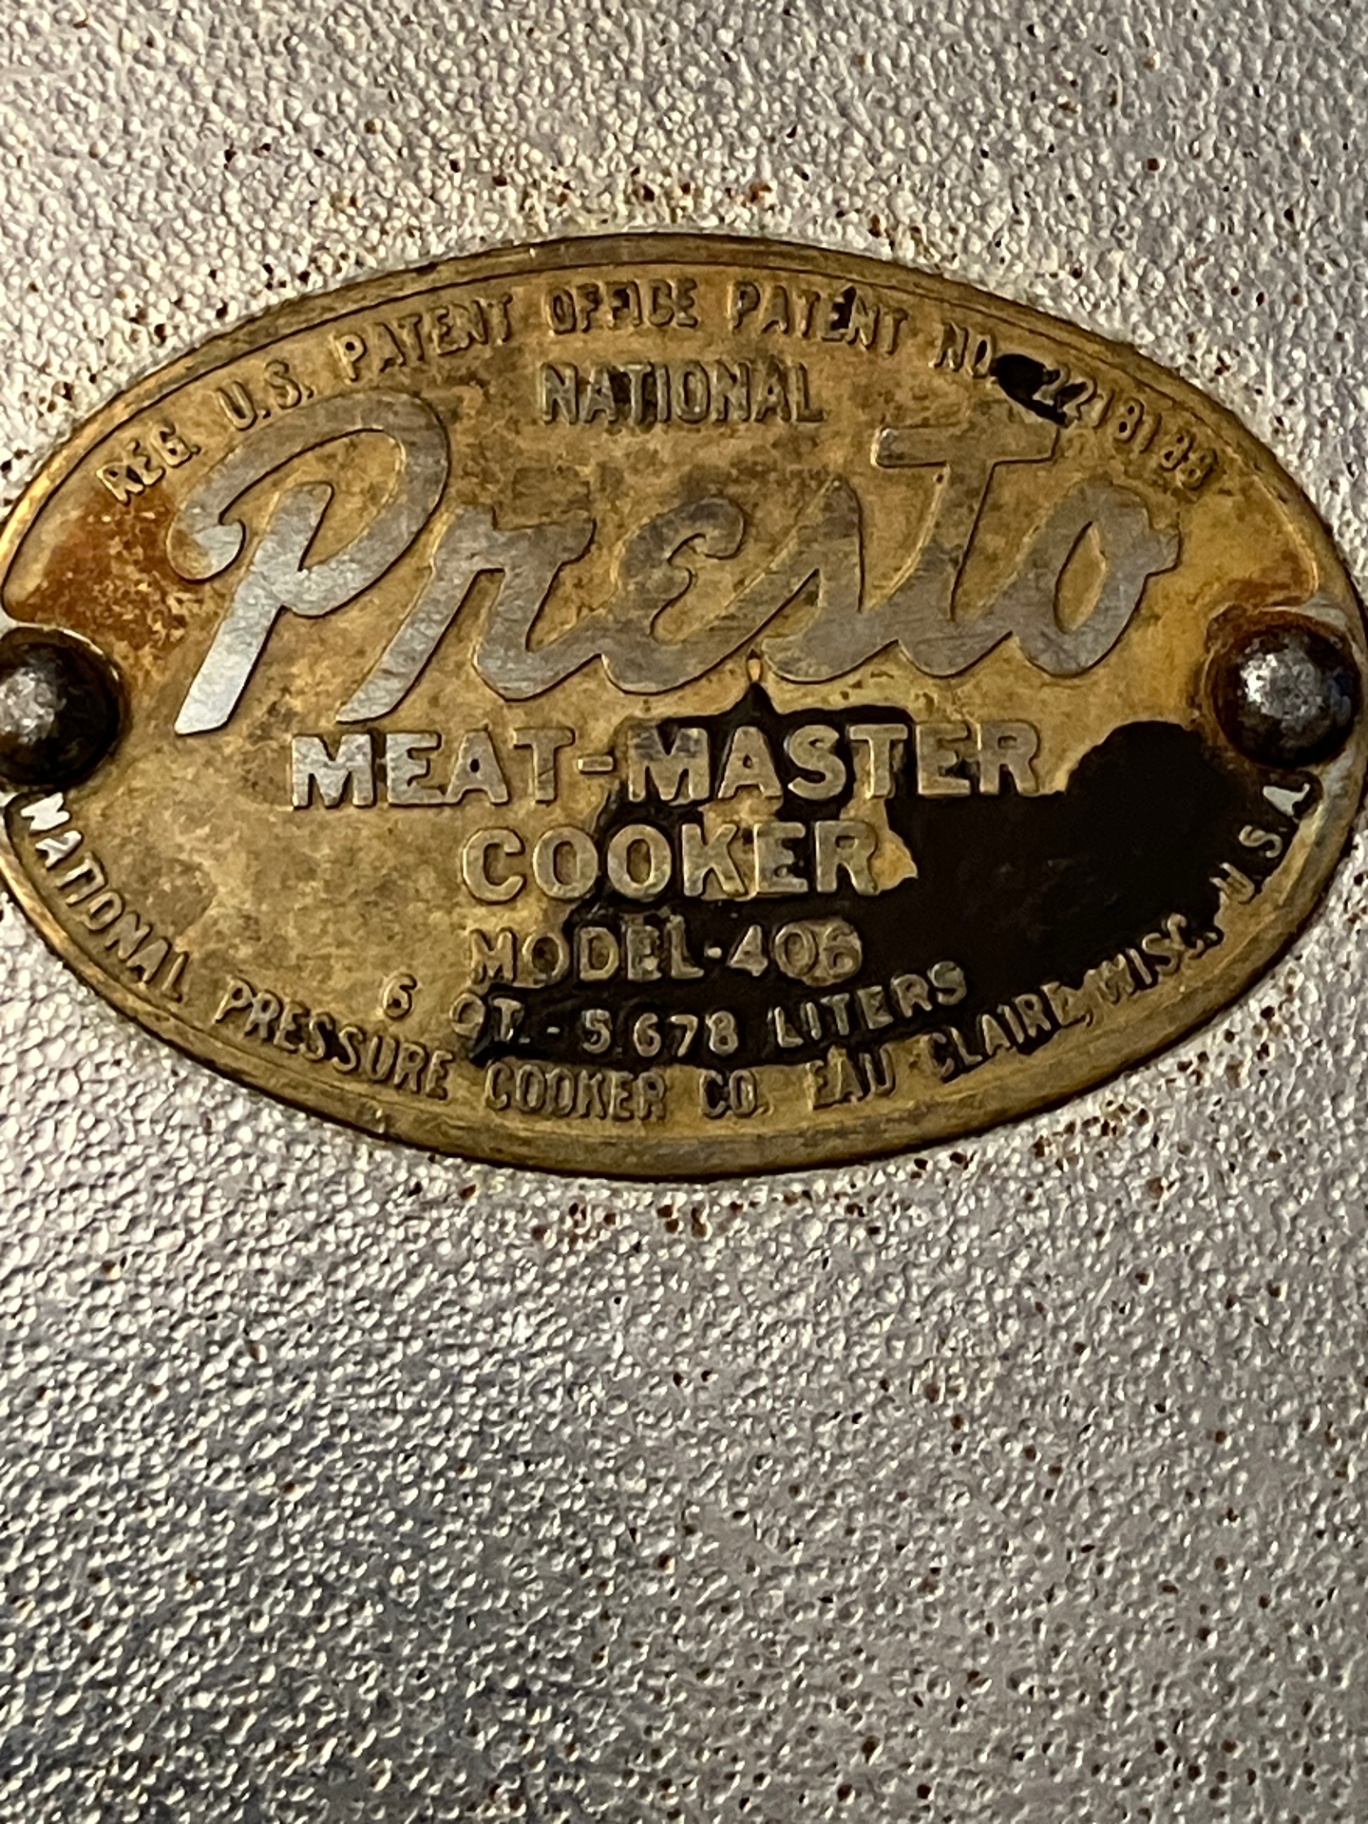 REG. U.S. PATENT OFFICE PATENT NO. 2218188
NATIONAL
Presto
MEAT-MASTER
COOKER
MODEL-406
6 QT. - 5.678 LITERS
NATIONAL PRESSURE COOKER CO. EAU CLAIRE, WISC., U.S.A.